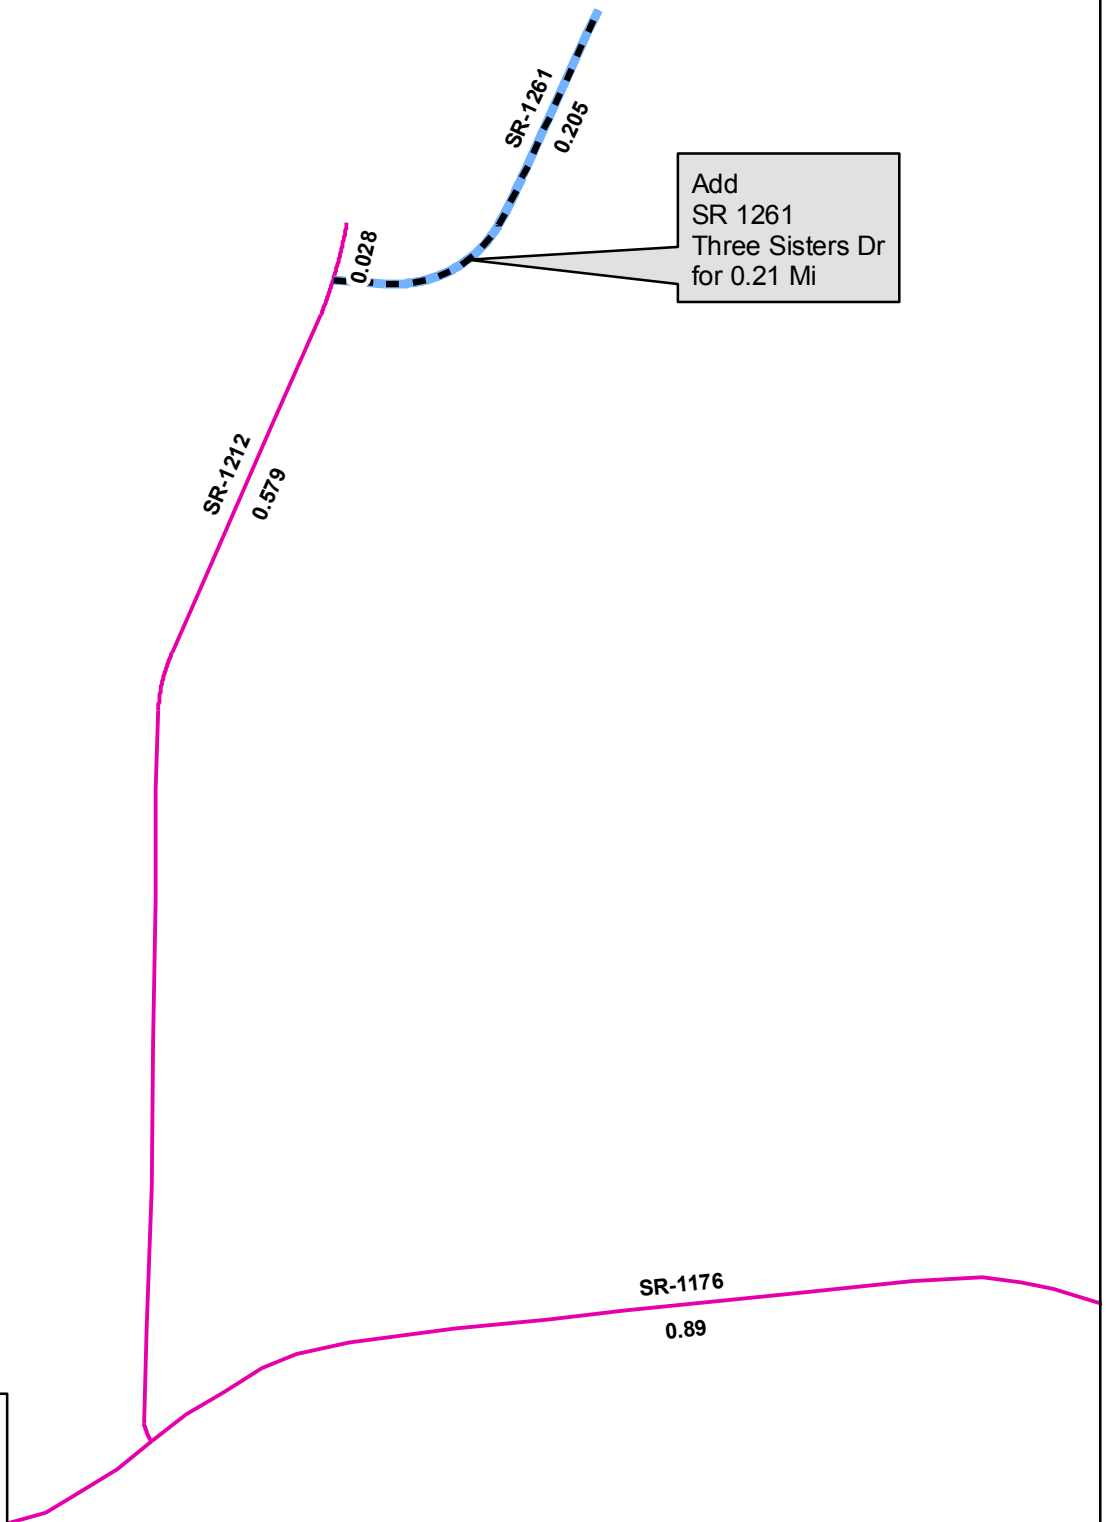 SR-1261
0.205
Add
SR 1261
Three Sisters Dr
for 0.21 Mi
0.028
SR-1212
0.579
SR-1176
0.89